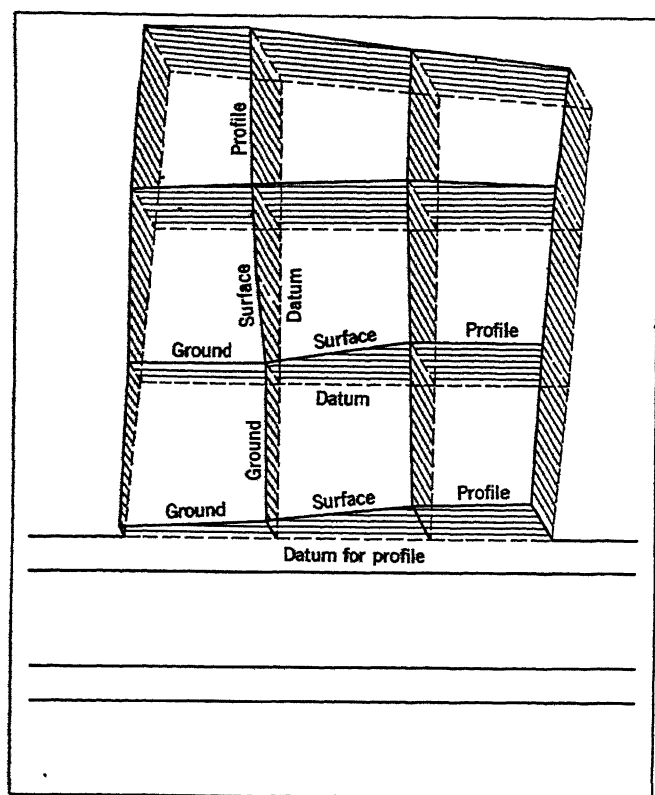 Profile
Surface
Datum
Ground Surface Profile
Datum
Ground
Ground Surface Profile
Datum for profile